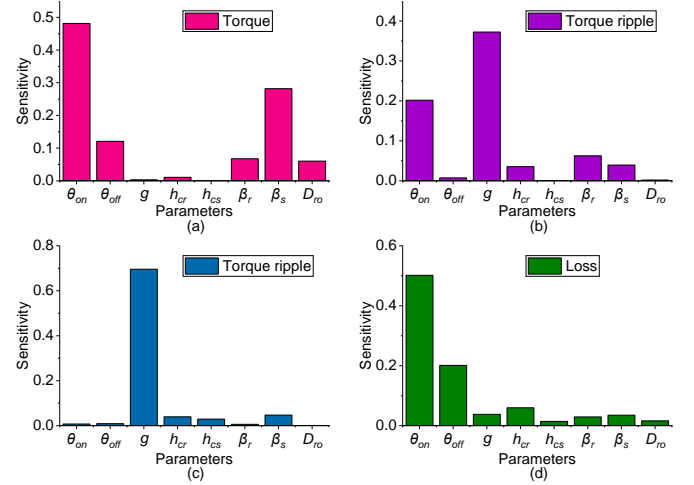 0.5
0.4
0.3
0.2
0.1
0.0
Sensitivity
Torque
θon θoff g hcr hcs βr βs Dro
Parameters
(a)
0.4
0.3
0.2
0.1
0.0
Sensitivity
Torque ripple
θon θoff g hcr hcs βr βs Dro
Parameters
(b)
0.8
0.6
0.4
0.2
0.0
Sensitivity
Torque ripple
θon θoff g hcr hcs βr βs Dro
Parameters
(c)
0.6
0.4
0.2
0.0
Sensitivity
Loss
θon θoff g hcr hcs βr βs Dro
Parameters
(d)